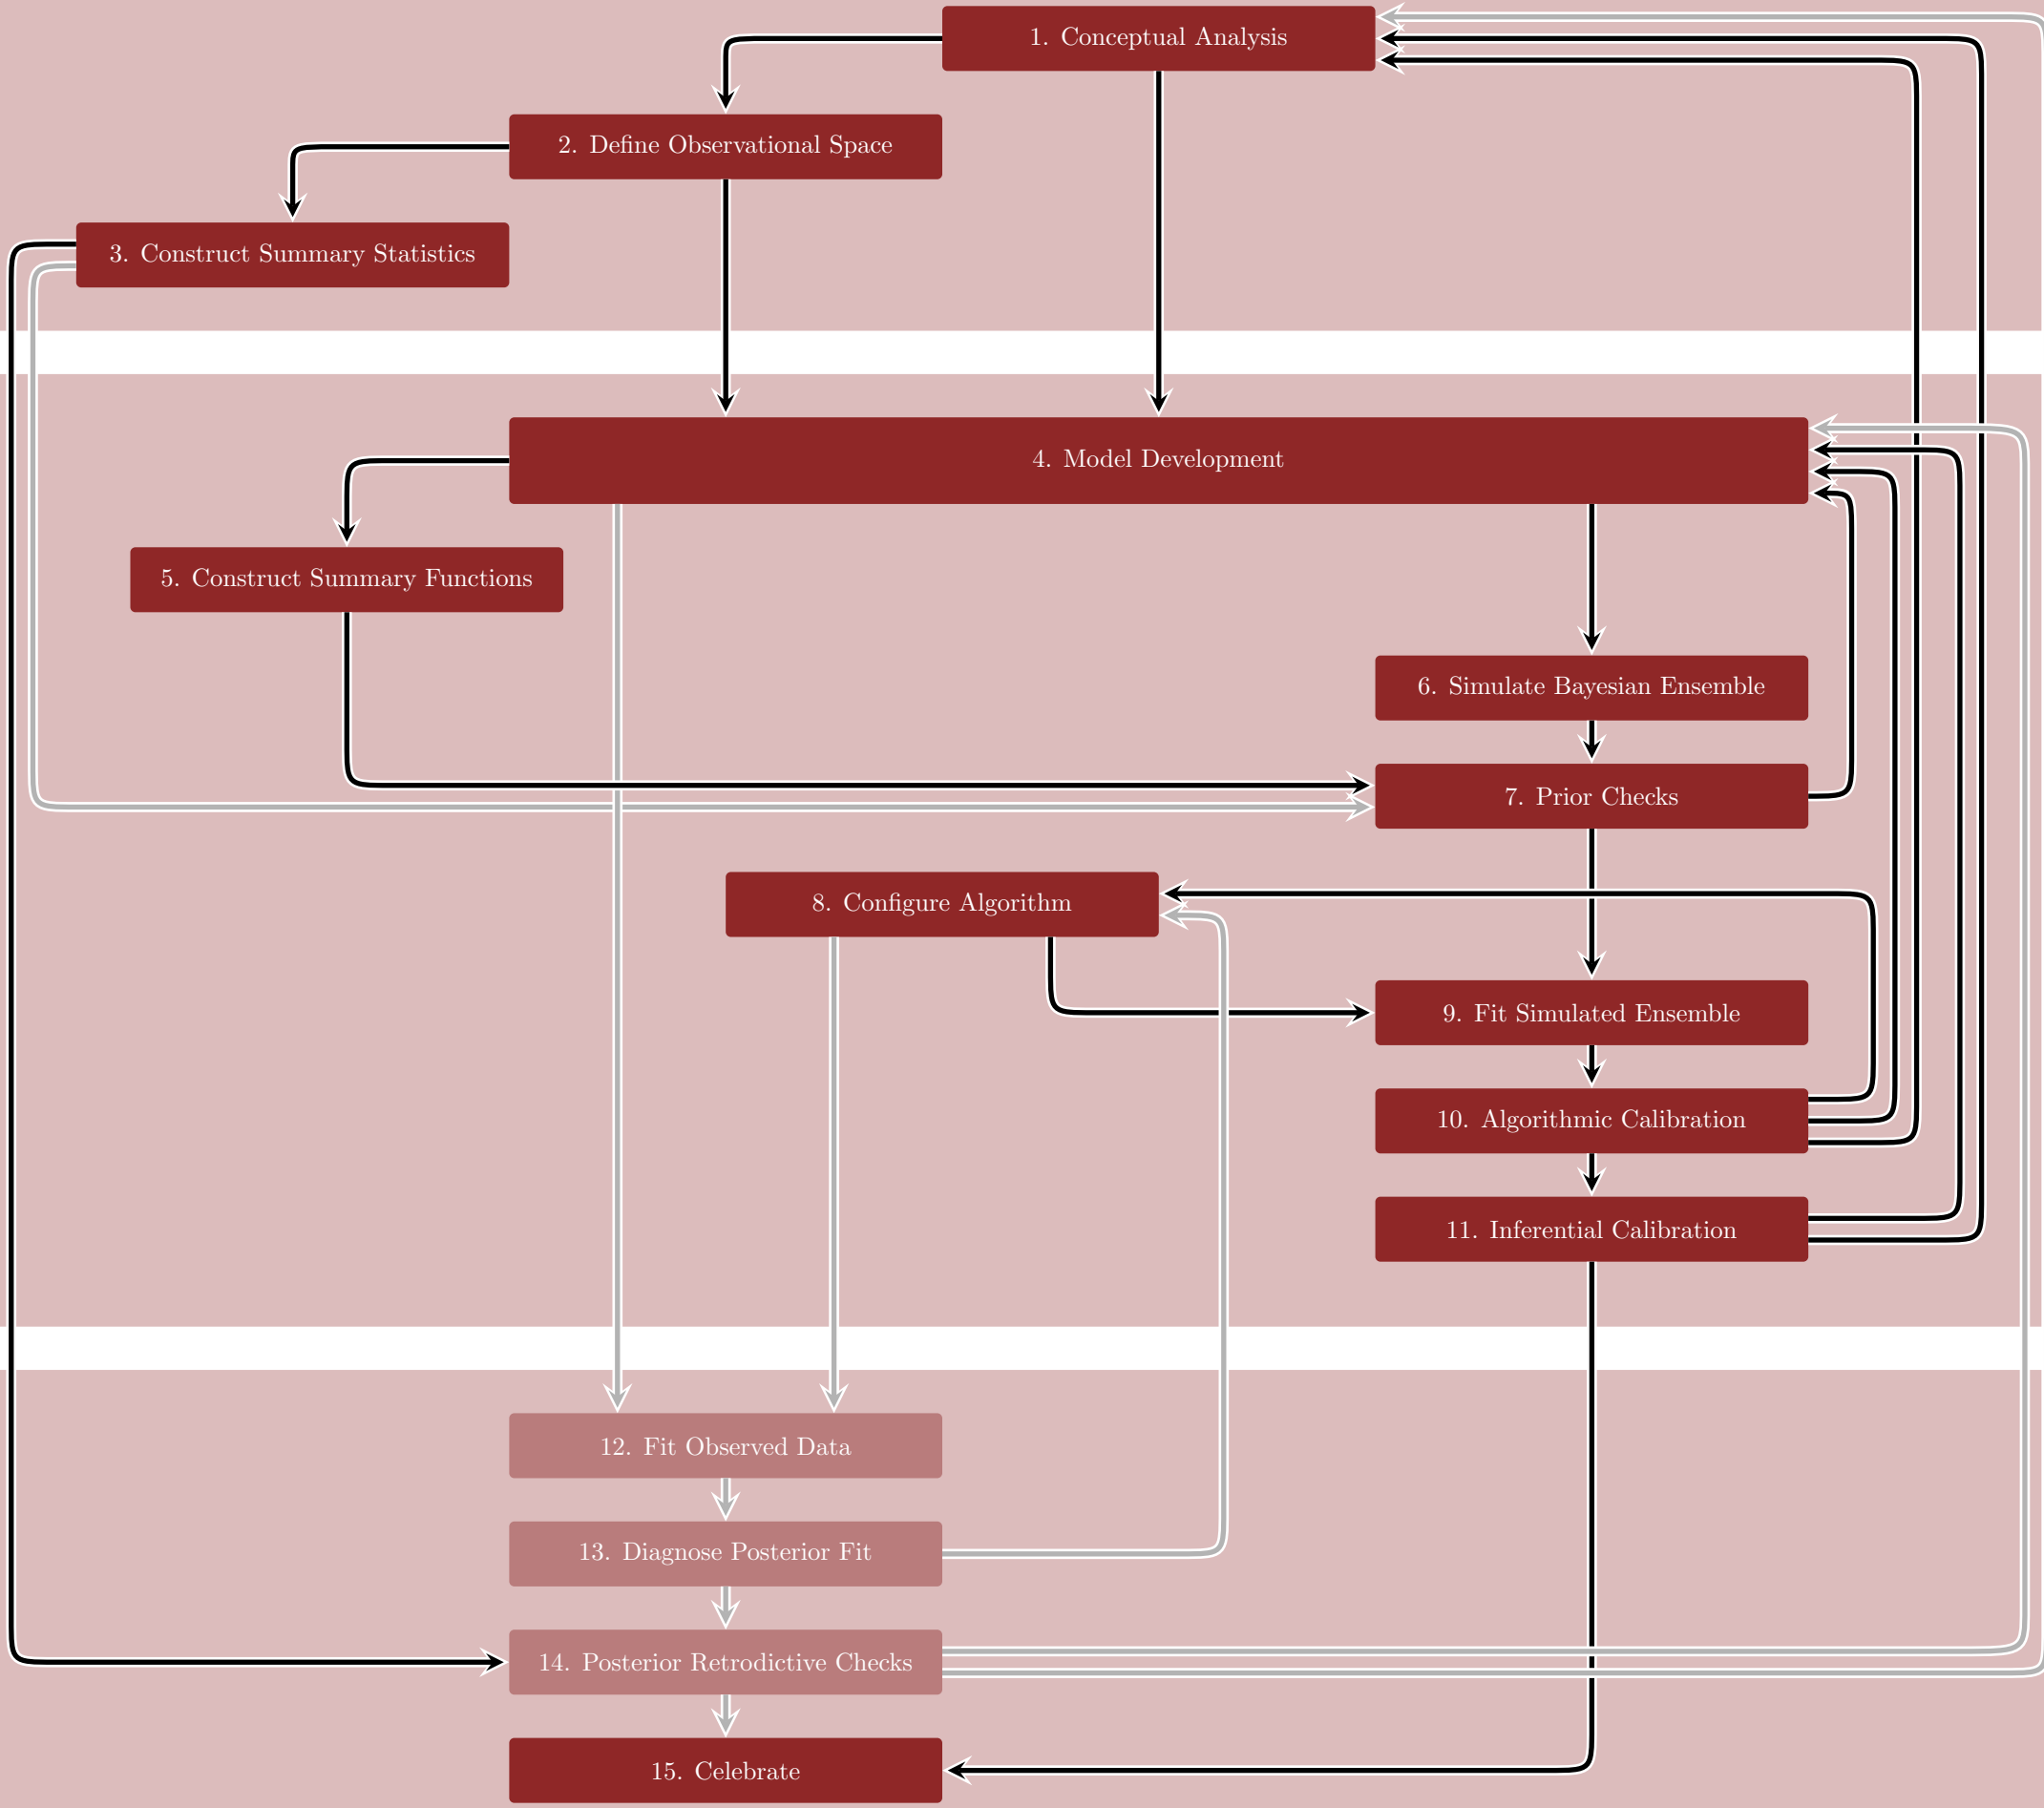 1. Conceptual Analysis
2. Define Observational Space
3. Construct Summary Statistics
4. Model Development
5. Construct Summary Functions
6. Simulate Bayesian Ensemble
7. Prior Checks
8. Configure Algorithm
9. Fit Simulated Ensemble
10. Algorithmic Calibration
11. Inferential Calibration
12. Fit Observed Data
13. Diagnose Posterior Fit
14. Posterior Retrodictive Checks
15. Celebrate